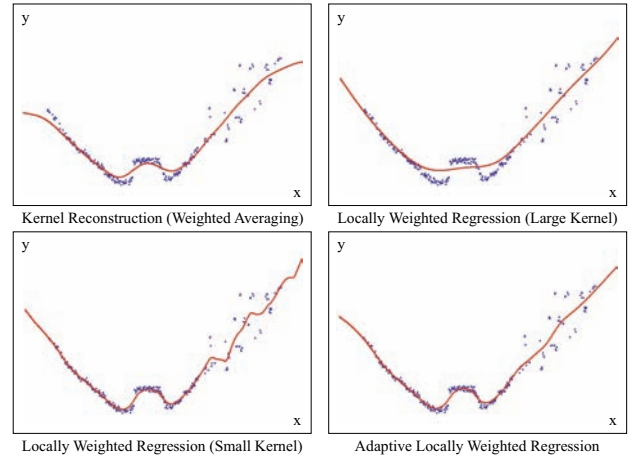 y
x
Kernel Reconstruction (Weighted Averaging)
y
x
Locally Weighted Regression (Large Kernel)
y
x
Locally Weighted Regression (Small Kernel)
y
x
Adaptive Locally Weighted Regression